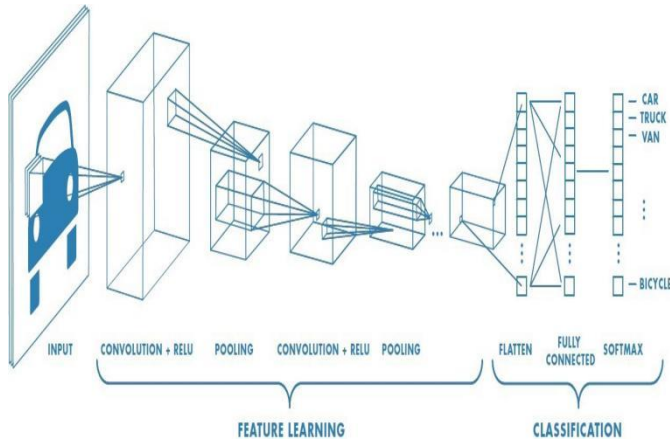 CAR
TRUCK
VAN
BICYCLE
INPUT
CONVOLUTION + RELU
POOLING
CONVOLUTION + RELU
POOLING
FLATTEN
FULLY
CONNECTED
SOFTMAX
FEATURE LEARNING
CLASSIFICATION